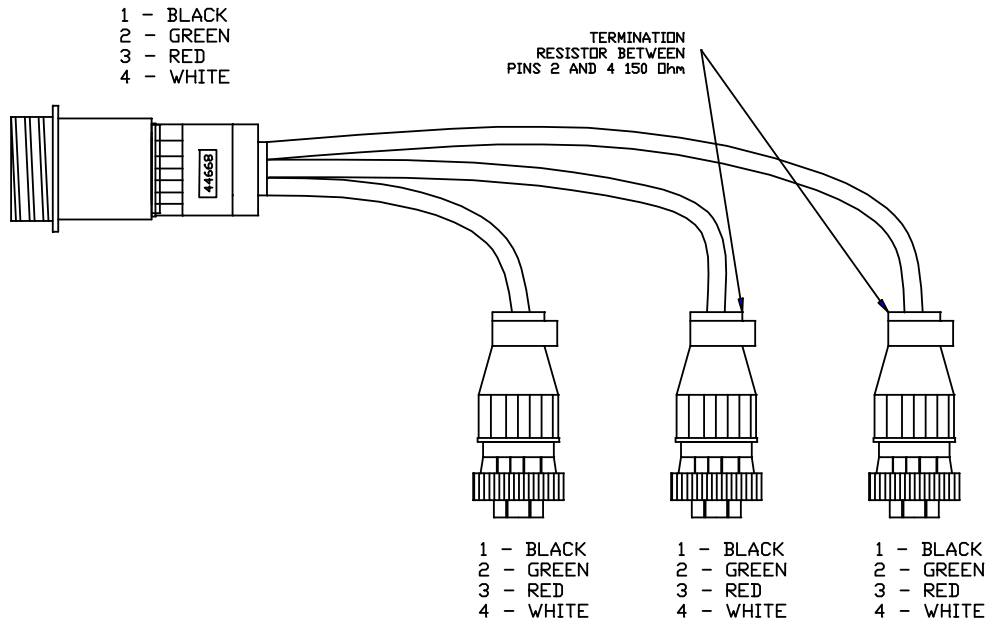 1 - BLACK
2 - GREEN
3 - RED
4 - WHITE
TERMINATION
RESISTOR BETWEEN
PINS 2 AND 4 150 Ohm
44668
1 - BLACK
2 - GREEN
3 - RED
4 - WHITE
1 - BLACK
2 - GREEN
3 - RED
4 - WHITE
1 - BLACK
2 - GREEN
3 - RED
4 - WHITE